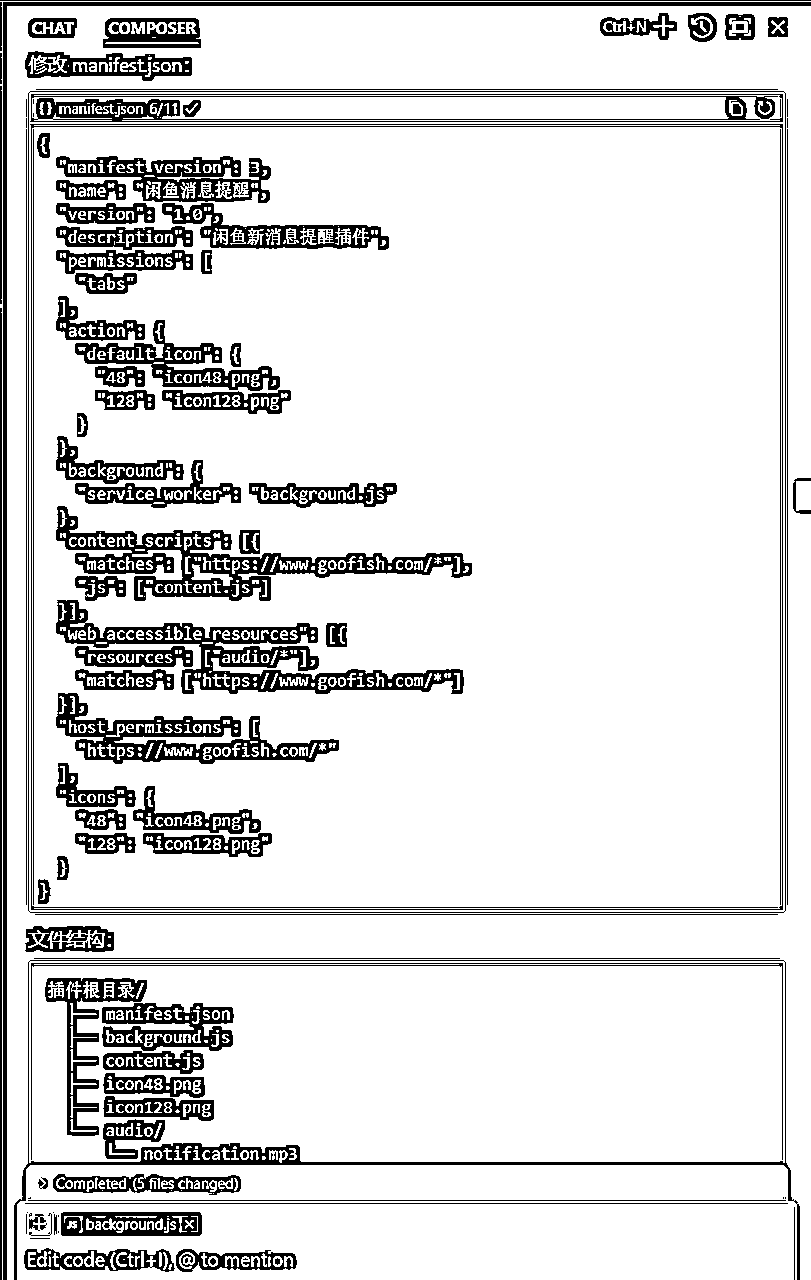 CHAT COMPOSER Ctrl+N
修改 manifest.json:
{} manifest.json 6/11
{
"manifest_version": 3,
"name": "闲鱼消息提醒",
"version": "1.0",
"description": "闲鱼新消息提醒插件",
"permissions": [
"tabs"
],
"action": {
"default_icon": {
"48": "icon48.png",
"128": "icon128.png"
}
},
"background": {
"service_worker": "background.js"
},
"content_scripts": [{
"matches": ["https://www.goofish.com/*"],
"js": ["content.js"]
}],
"web_accessible_resources": [{
"resources": ["audio/*"],
"matches": ["https://www.goofish.com/*"]
}],
"host_permissions": [
"https://www.goofish.com/*"
],
"icons": {
"48": "icon48.png",
"128": "icon128.png"
}
}
文件结构:
插件根目录/
├── manifest.json
├── background.js
├── content.js
├── icon48.png
├── icon128.png
└── audio/
└── notification.mp3
Completed (5 files changed)
JS background.js
Edit code (Ctrl+I), @ to mention